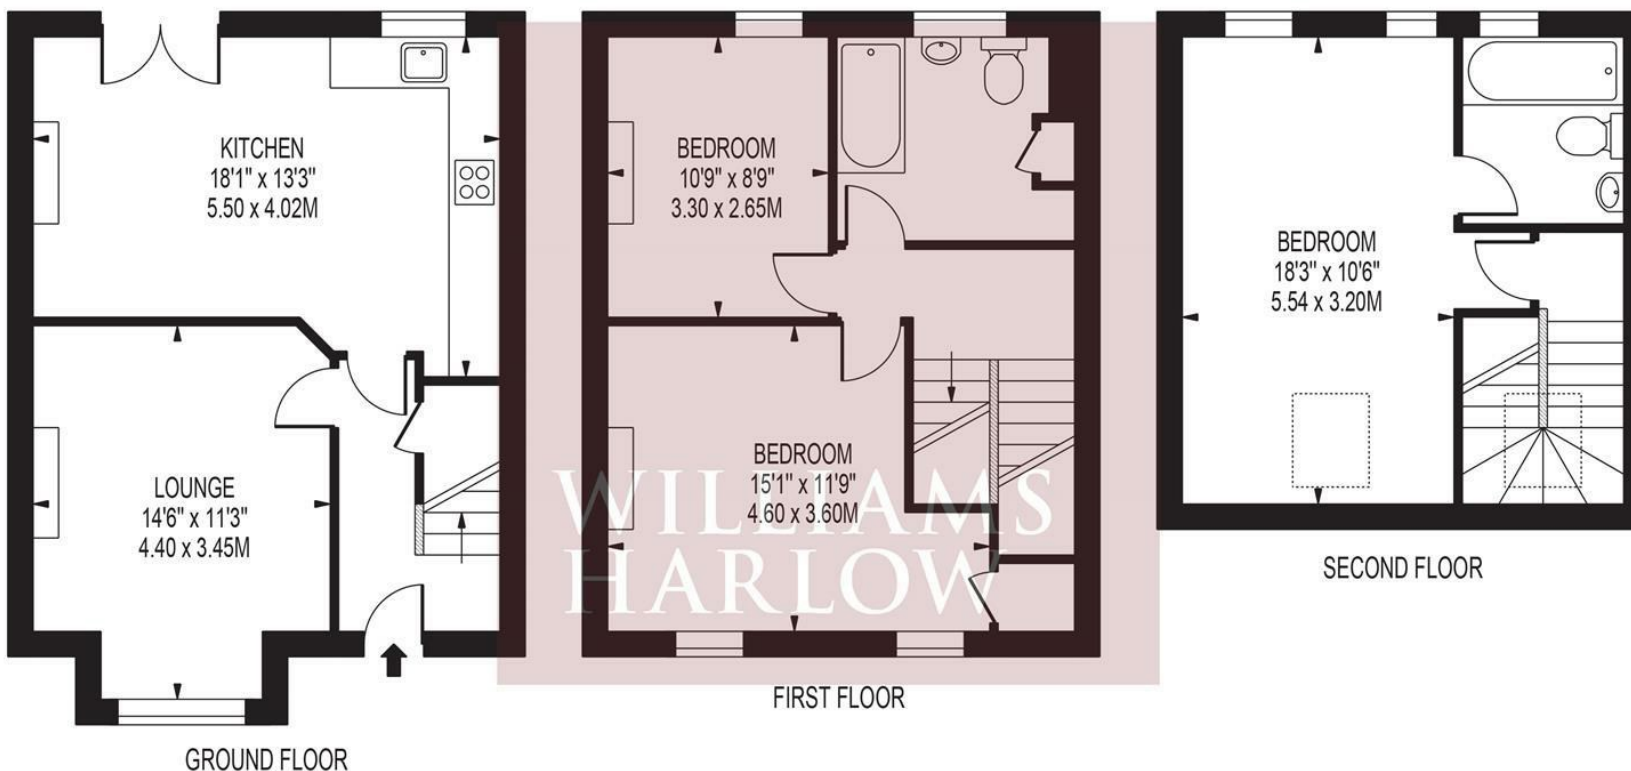 KITCHEN
18'1" x 13'3"
5.50 x 4.02M
LOUNGE
14'6" x 11'3"
4.40 x 3.45M
GROUND FLOOR
BEDROOM
10'9" x 8'9"
3.30 x 2.65M
BEDROOM
15'1" x 11'9"
4.60 x 3.60M
WILLIAMS
HARLOW
FIRST FLOOR
BEDROOM
18'3" x 10'6"
5.54 x 3.20M
SECOND FLOOR